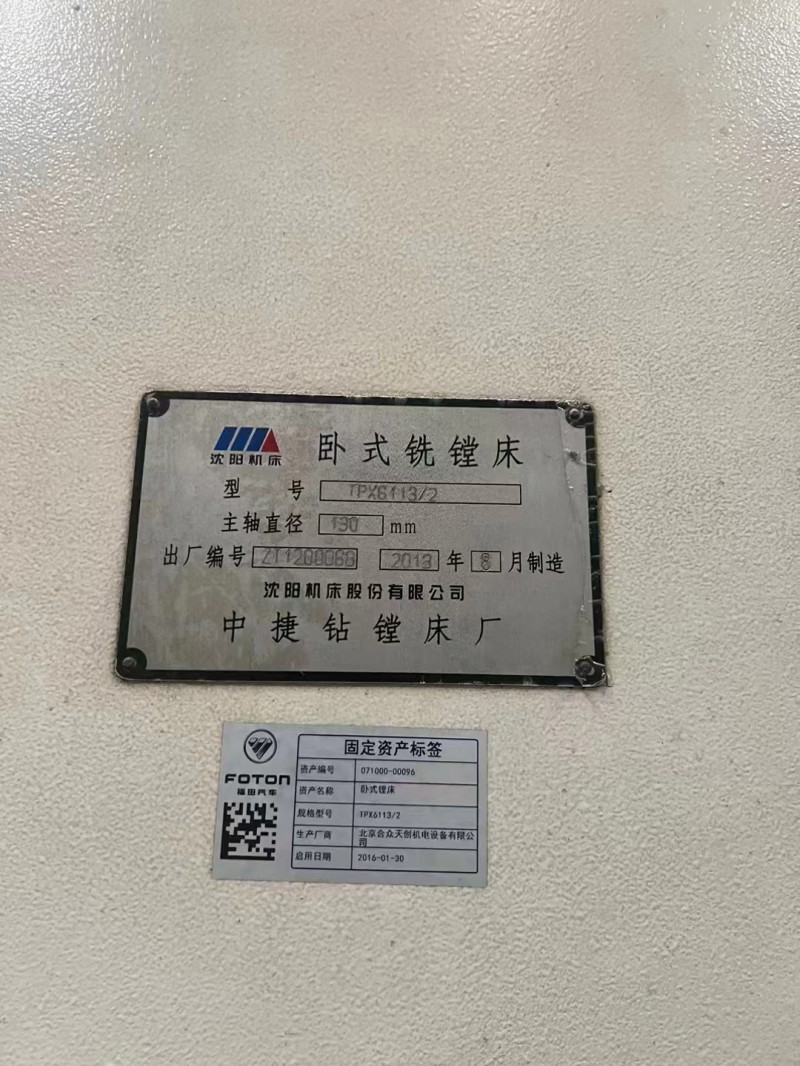 沈阳机床
卧式铣镗床
型 号 TPX6113/2
主轴直径 130 mm
出厂编号 ZT1200060 2013 年 8 月制造
沈阳机床股份有限公司
中捷钻镗床厂
FOTON
福田汽车
固定资产标签
资产编号 071000-00096
资产名称 卧式镗床
规格型号 TPX6113/2
生产厂商 北京合众天创机电设备有限公
司
启用日期 2016-01-30